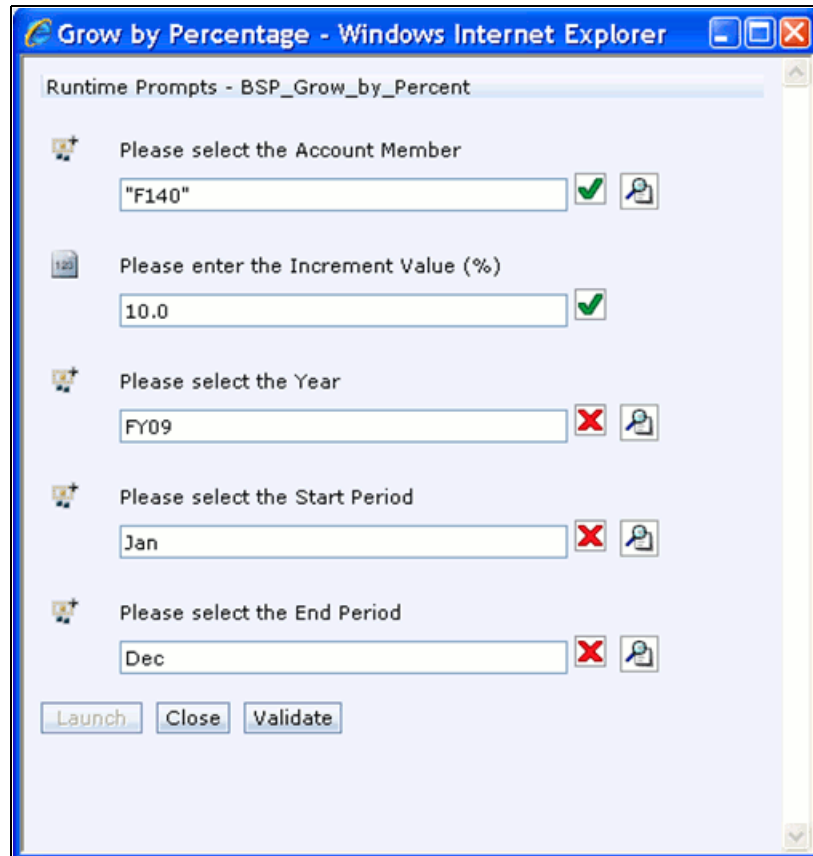 Grow by Percentage - Windows Internet Explorer
Runtime Prompts - BSP_Grow_by_Percent
Please select the Account Member
"F140"
123
Please enter the Increment Value (%)
10.0
Please select the Year
FY09
Please select the Start Period
Jan
Please select the End Period
Dec
Launch Close Validate